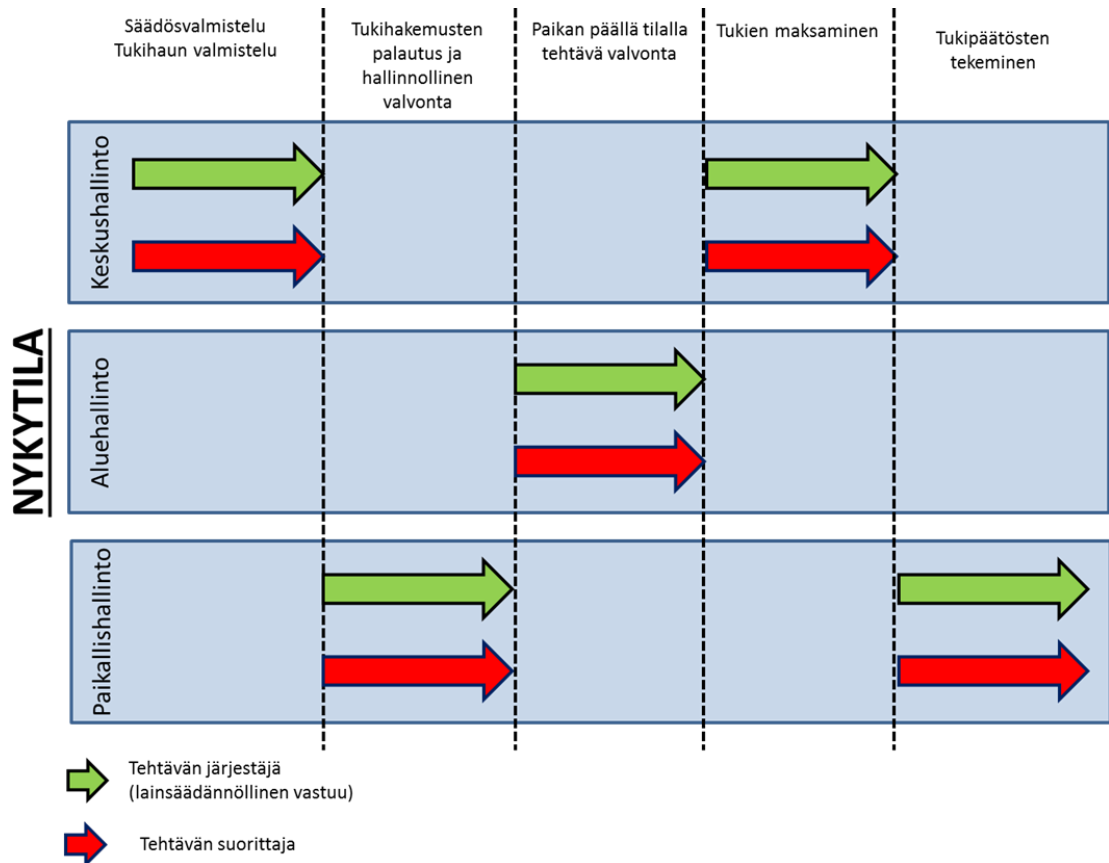 Säädösvalmistelu
Tukihaun valmistelu
Tukihakemusten
palautus ja
hallinnollinen
valvonta
Paikan päällä tilalla
tehtävä valvonta
Tukien maksaminen
Tukipäätösten
tekeminen
Keskushallinto
NYKYTILA
Aluehallinto
Paikallishallinto
Tehtävän järjestäjä
(lainsäädännöllinen vastuu)
Tehtävän suorittaja